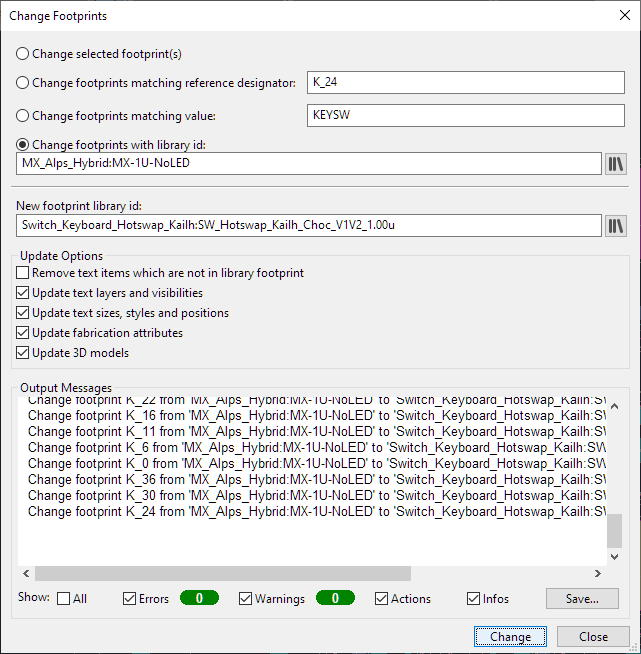 Change Footprints
Change selected footprint(s)
Change footprints matching reference designator: K_24
Change footprints matching value: KEYSW
Change footprints with library id:
MX_Alps_Hybrid:MX-1U-NoLED
New footprint library id:
Switch_Keyboard_Hotswap_Kailh:SW_Hotswap_Kailh_Choc_V1V2_1.00u
Update Options
Remove text items which are not in library footprint
Update text layers and visibilities
Update text sizes, styles and positions
Update fabrication attributes
Update 3D models
Output Messages
Change footprint K_22 from 'MX_Alps_Hybrid:MX-1U-NoLED' to 'Switch_Keyboard_Hotswap_Kailh:SW
Change footprint K_16 from 'MX_Alps_Hybrid:MX-1U-NoLED' to 'Switch_Keyboard_Hotswap_Kailh:SW
Change footprint K_11 from 'MX_Alps_Hybrid:MX-1U-NoLED' to 'Switch_Keyboard_Hotswap_Kailh:SW
Change footprint K_6 from 'MX_Alps_Hybrid:MX-1U-NoLED' to 'Switch_Keyboard_Hotswap_Kailh:SW
Change footprint K_0 from 'MX_Alps_Hybrid:MX-1U-NoLED' to 'Switch_Keyboard_Hotswap_Kailh:SW
Change footprint K_36 from 'MX_Alps_Hybrid:MX-1U-NoLED' to 'Switch_Keyboard_Hotswap_Kailh:SW
Change footprint K_30 from 'MX_Alps_Hybrid:MX-1U-NoLED' to 'Switch_Keyboard_Hotswap_Kailh:SW
Change footprint K_24 from 'MX_Alps_Hybrid:MX-1U-NoLED' to 'Switch_Keyboard_Hotswap_Kailh:SW
Show: All Errors 0 Warnings 0 Actions Infos Save...
Change Close